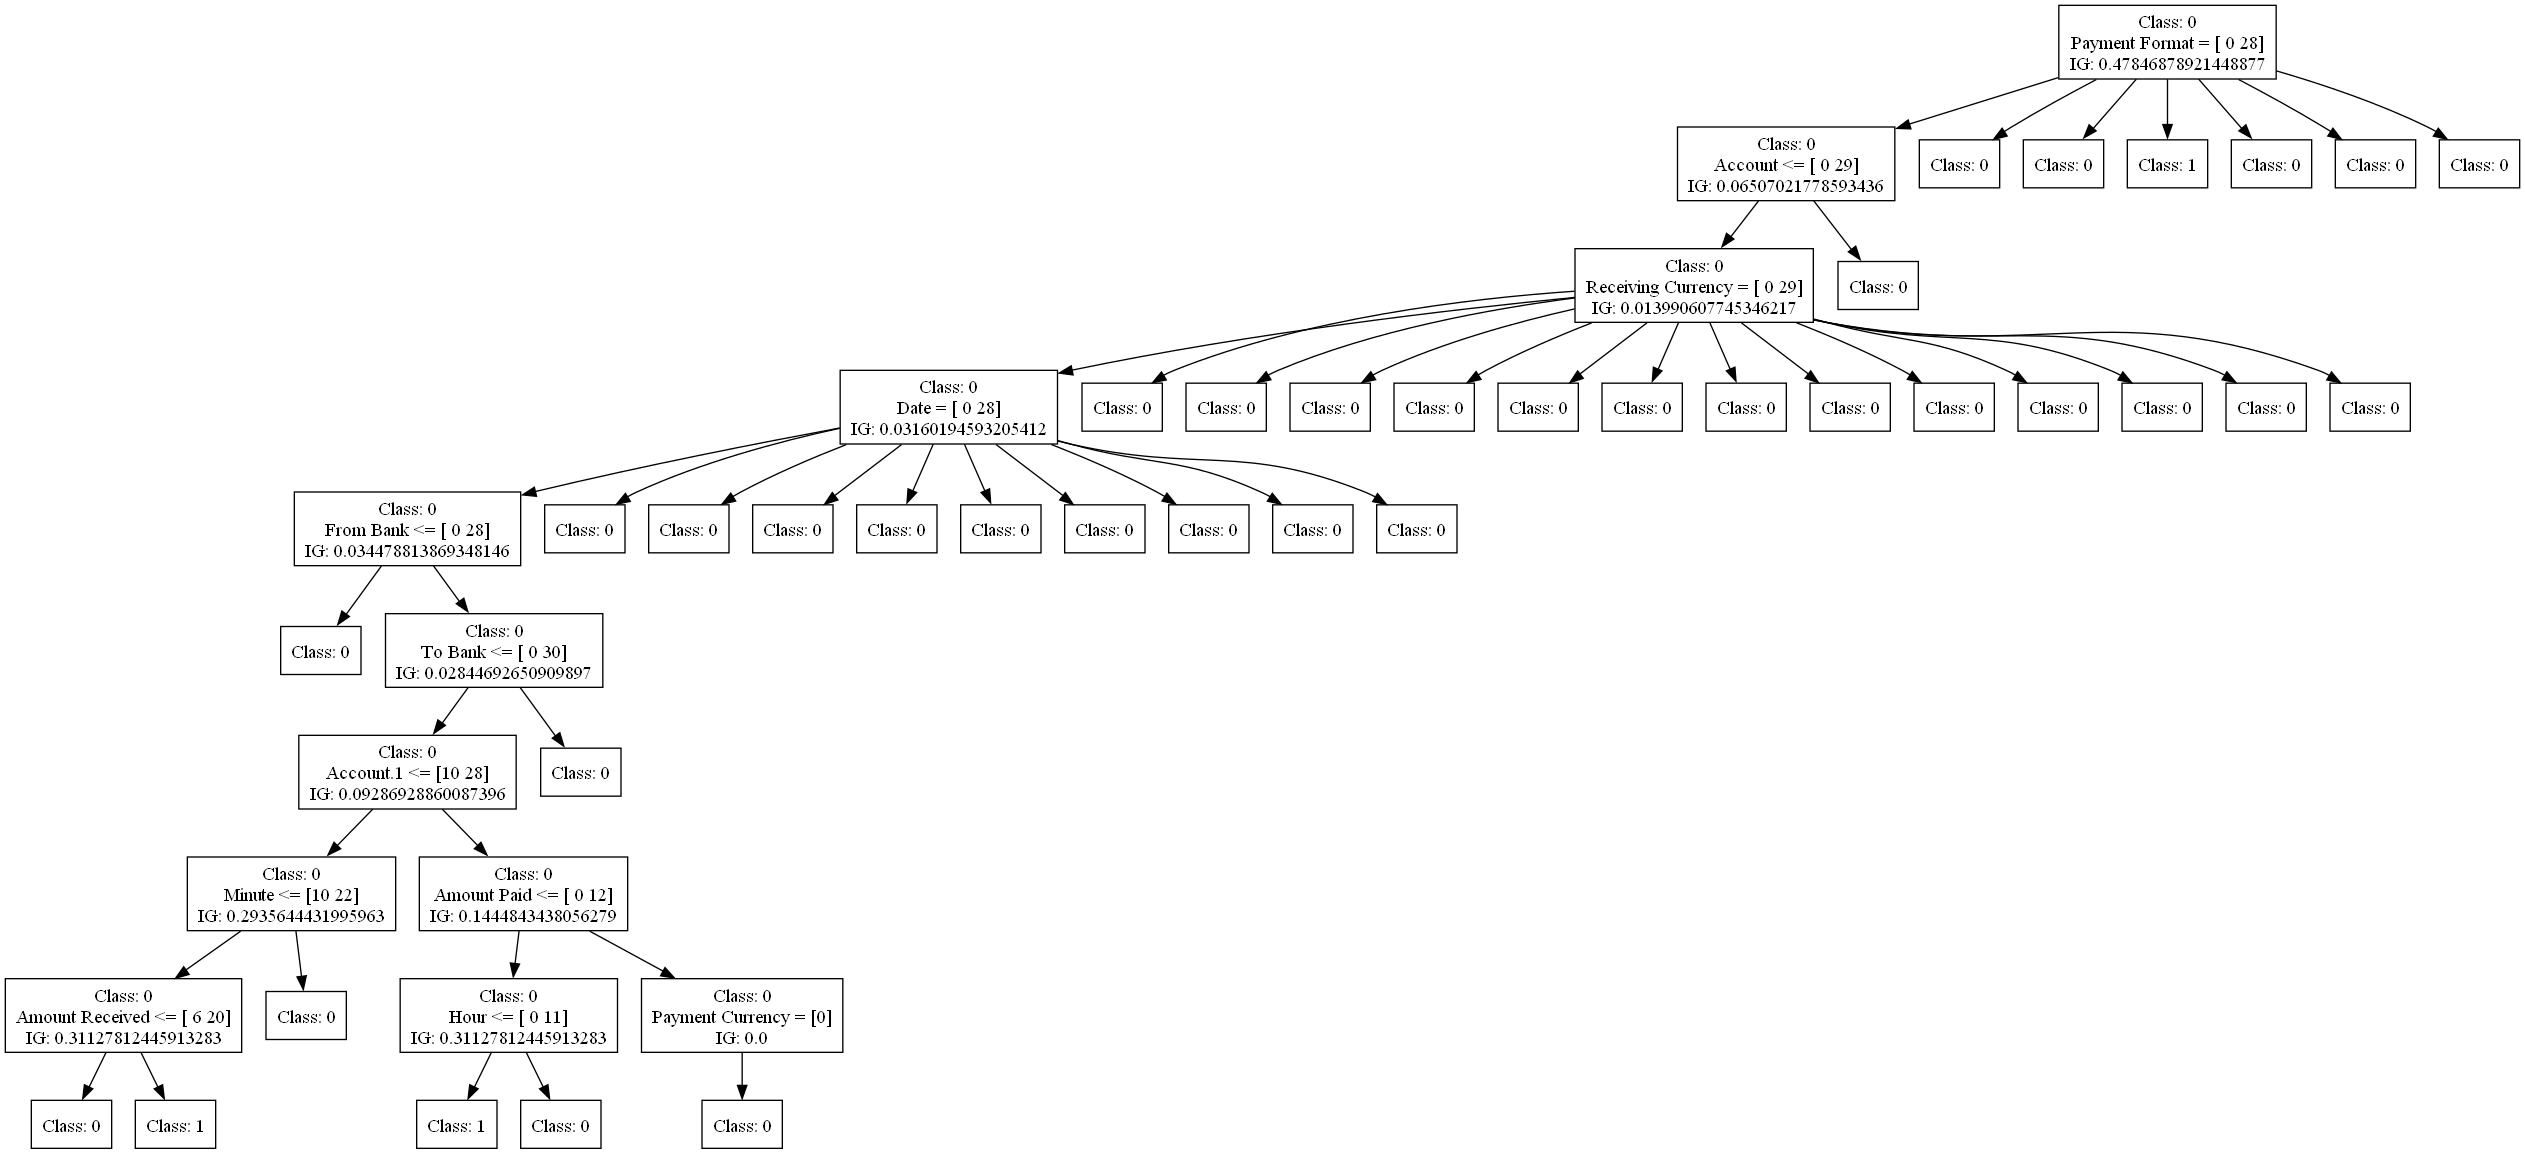 Class: 0
Payment Format = [ 0 28]
IG: 0.47846878921448877
Class: 0
Account <= [ 0 29]
IG: 0.06507021778593436
Class: 0
Class: 0
Class: 1
Class: 0
Class: 0
Class: 0
Class: 0
Receiving Currency = [ 0 29]
IG: 0.013990607745346217
Class: 0
Class: 0
Date = [ 0 28]
IG: 0.03160194593205412
Class: 0
Class: 0
Class: 0
Class: 0
Class: 0
Class: 0
Class: 0
Class: 0
Class: 0
Class: 0
Class: 0
Class: 0
Class: 0
Class: 0
From Bank <= [ 0 28]
IG: 0.034478813869348146
Class: 0
Class: 0
Class: 0
Class: 0
Class: 0
Class: 0
Class: 0
Class: 0
Class: 0
Class: 0
Class: 0
To Bank <= [ 0 30]
IG: 0.02844692650909897
Class: 0
Account.1 <= [10 28]
IG: 0.09286928860087396
Class: 0
Class: 0
Minute <= [10 22]
IG: 0.2935644431995963
Class: 0
Amount Paid <= [ 0 12]
IG: 0.1444843438056279
Class: 0
Amount Received <= [ 6 20]
IG: 0.31127812445913283
Class: 0
Class: 0
Hour <= [ 0 11]
IG: 0.31127812445913283
Class: 0
Payment Currency = [0]
IG: 0.0
Class: 0
Class: 1
Class: 1
Class: 0
Class: 0